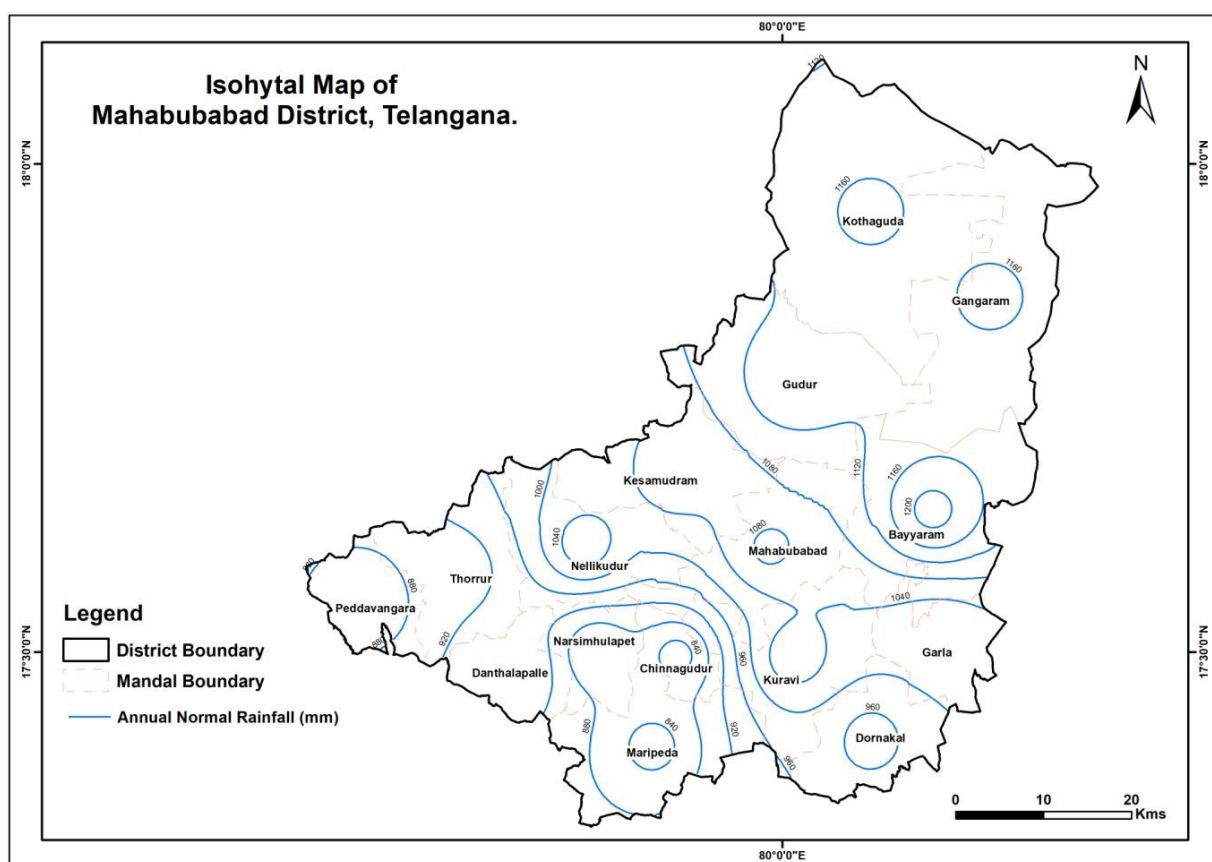 80°0'0"E
Isohytal Map of
Mahabubabad District, Telangana.
N
18°0'0"N
18°0'0"N
1120
1160
Kothaguda
1160
Gangaram
Gudur
1080
1120
1160
1200
Bayyaram
Kesamudram
1000
1040
Nellikudur
1080
Mahabubabad
1040
880
Peddavangara
880
Thorrur
920
Narsimhulapet
Danthalapalle
840
Chinnagudur
960
Kuravi
Garla
17°30'0"N
17°30'0"N
880
840
Maripeda
920
960
960
Dornakal
Legend
District Boundary
Mandal Boundary
Annual Normal Rainfall (mm)
0 10 20
Kms
80°0'0"E